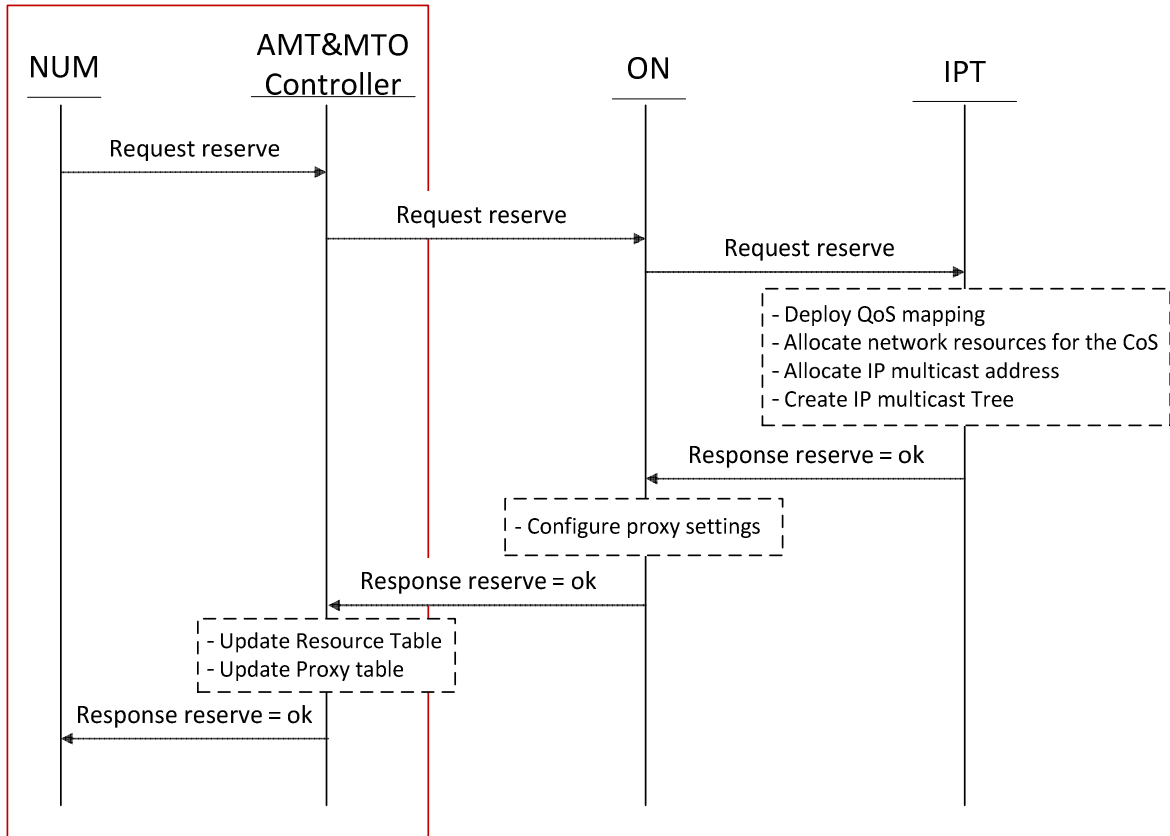 NUM
AMT&MTO
Controller
ON
IPT
Request reserve
Request reserve
Request reserve
- Deploy QoS mapping
- Allocate network resources for the CoS
- Allocate IP multicast address
- Create IP multicast Tree
Response reserve = ok
- Configure proxy settings
Response reserve = ok
- Update Resource Table
- Update Proxy table
Response reserve = ok